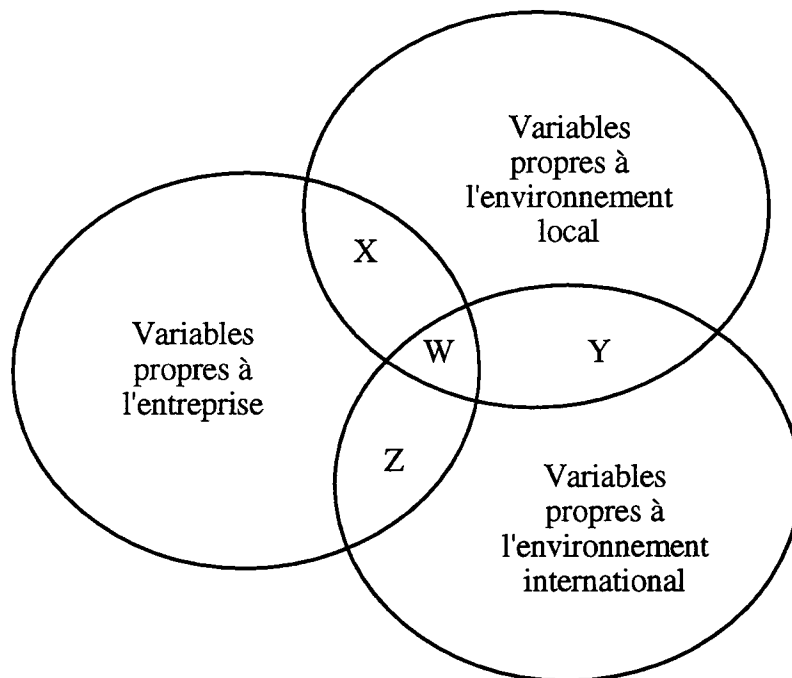 Variables
propres à
l'environnement
local
X
Variables
propres à
l'entreprise
W
Y
Z
Variables
propres à
l'environnement
international